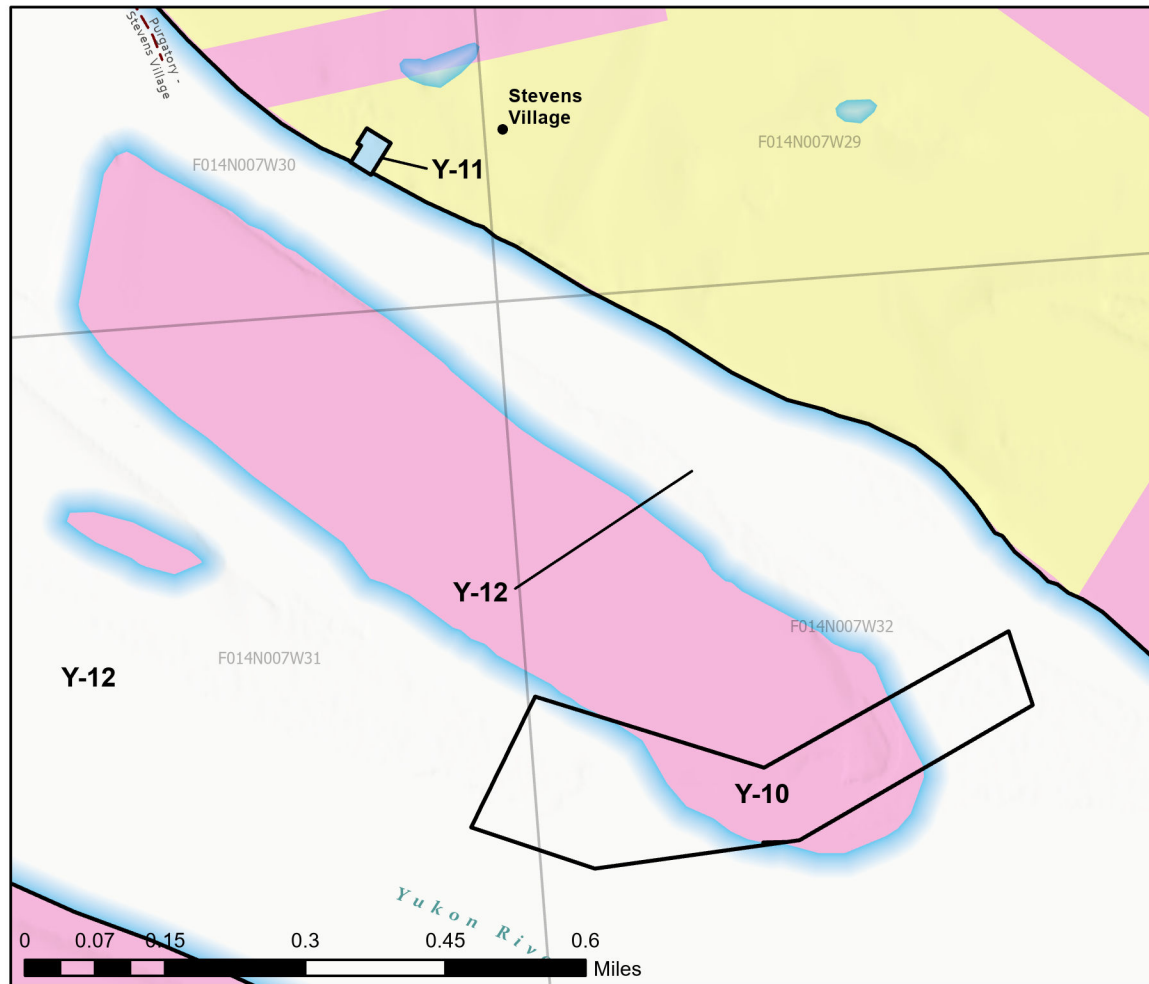 Purgatory -
Stevens Village
Stevens
Village
F014N007W29
F014N007W30
Y-11
Y-12
F014N007W32
F014N007W31
Y-12
Y-10
Yukon River
0 0.07 0.15 0.3 0.45 0.6
Miles